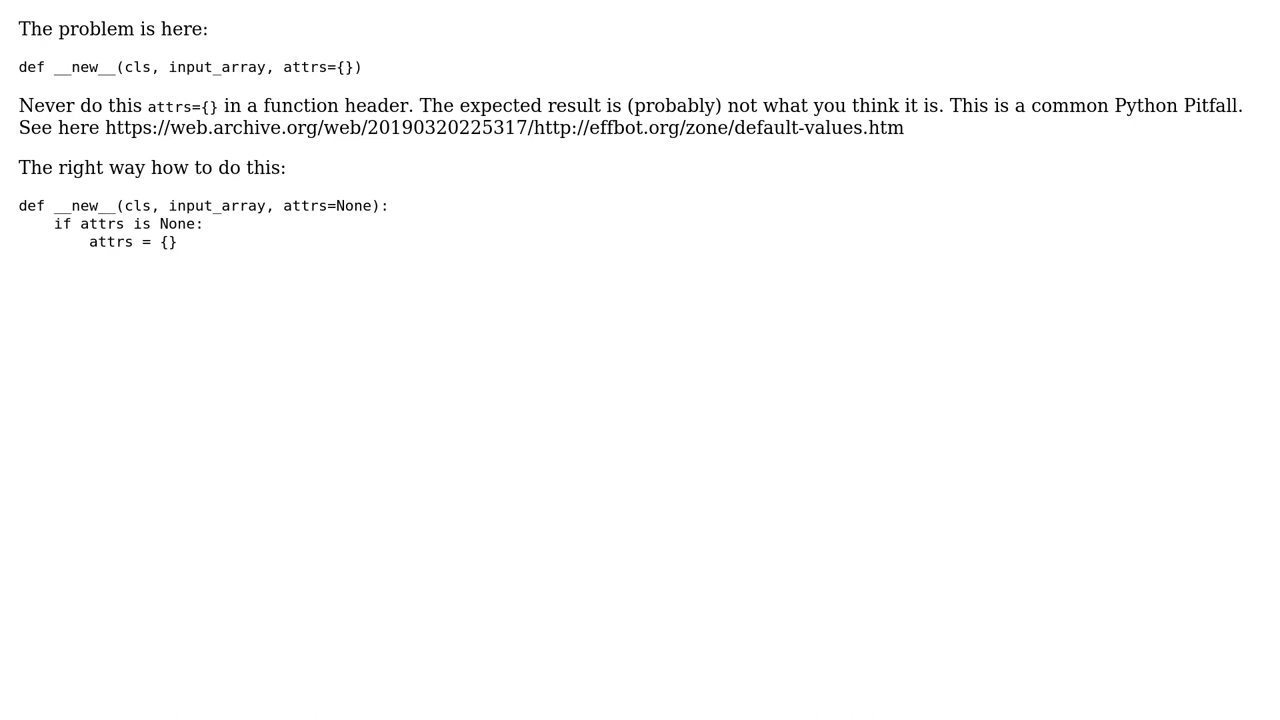 The problem is here:
def __new__(cls, input_array, attrs={})
Never do this attrs={} in a function header. The expected result is (probably) not what you think it is. This is a common Python Pitfall.
See here https://web.archive.org/web/20190320225317/http://effbot.org/zone/default-values.htm
The right way how to do this:
def __new__(cls, input_array, attrs=None):
    if attrs is None:
        attrs = {}